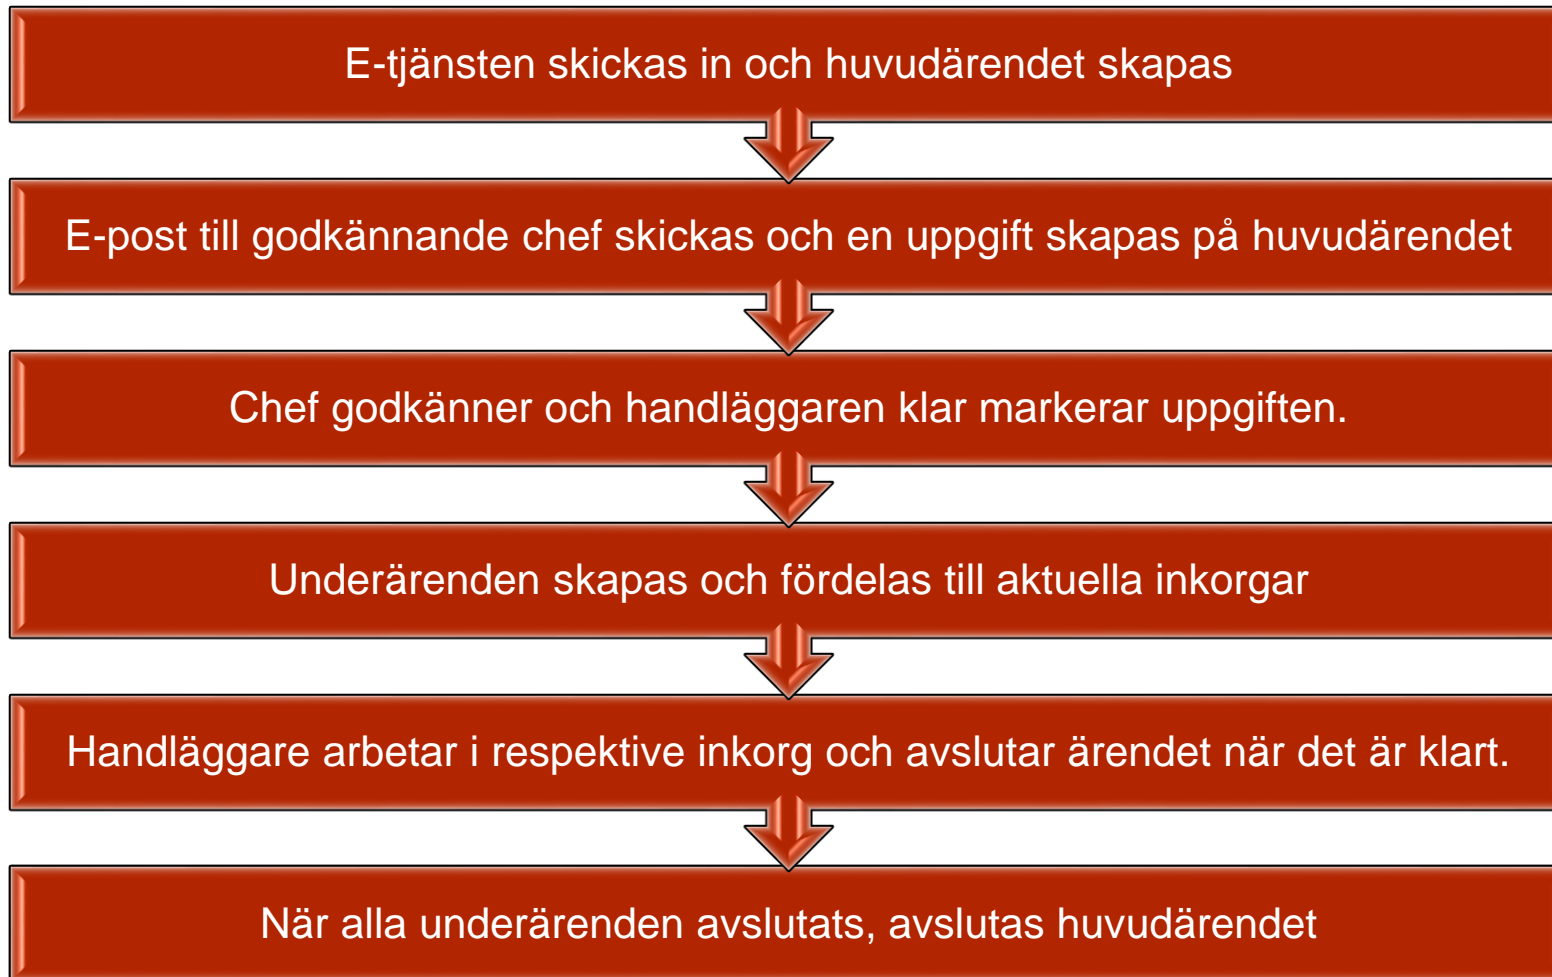 E-tjänsten skickas in och huvudärendet skapas
E-post till godkännande chef skickas och en uppgift skapas på huvudärendet
Chef godkänner och handläggaren klar markerar uppgiften.
Underärenden skapas och fördelas till aktuella inkorgar
Handläggare arbetar i respektive inkorg och avslutar ärendet när det är klart.
När alla underärenden avslutats, avslutas huvudärendet